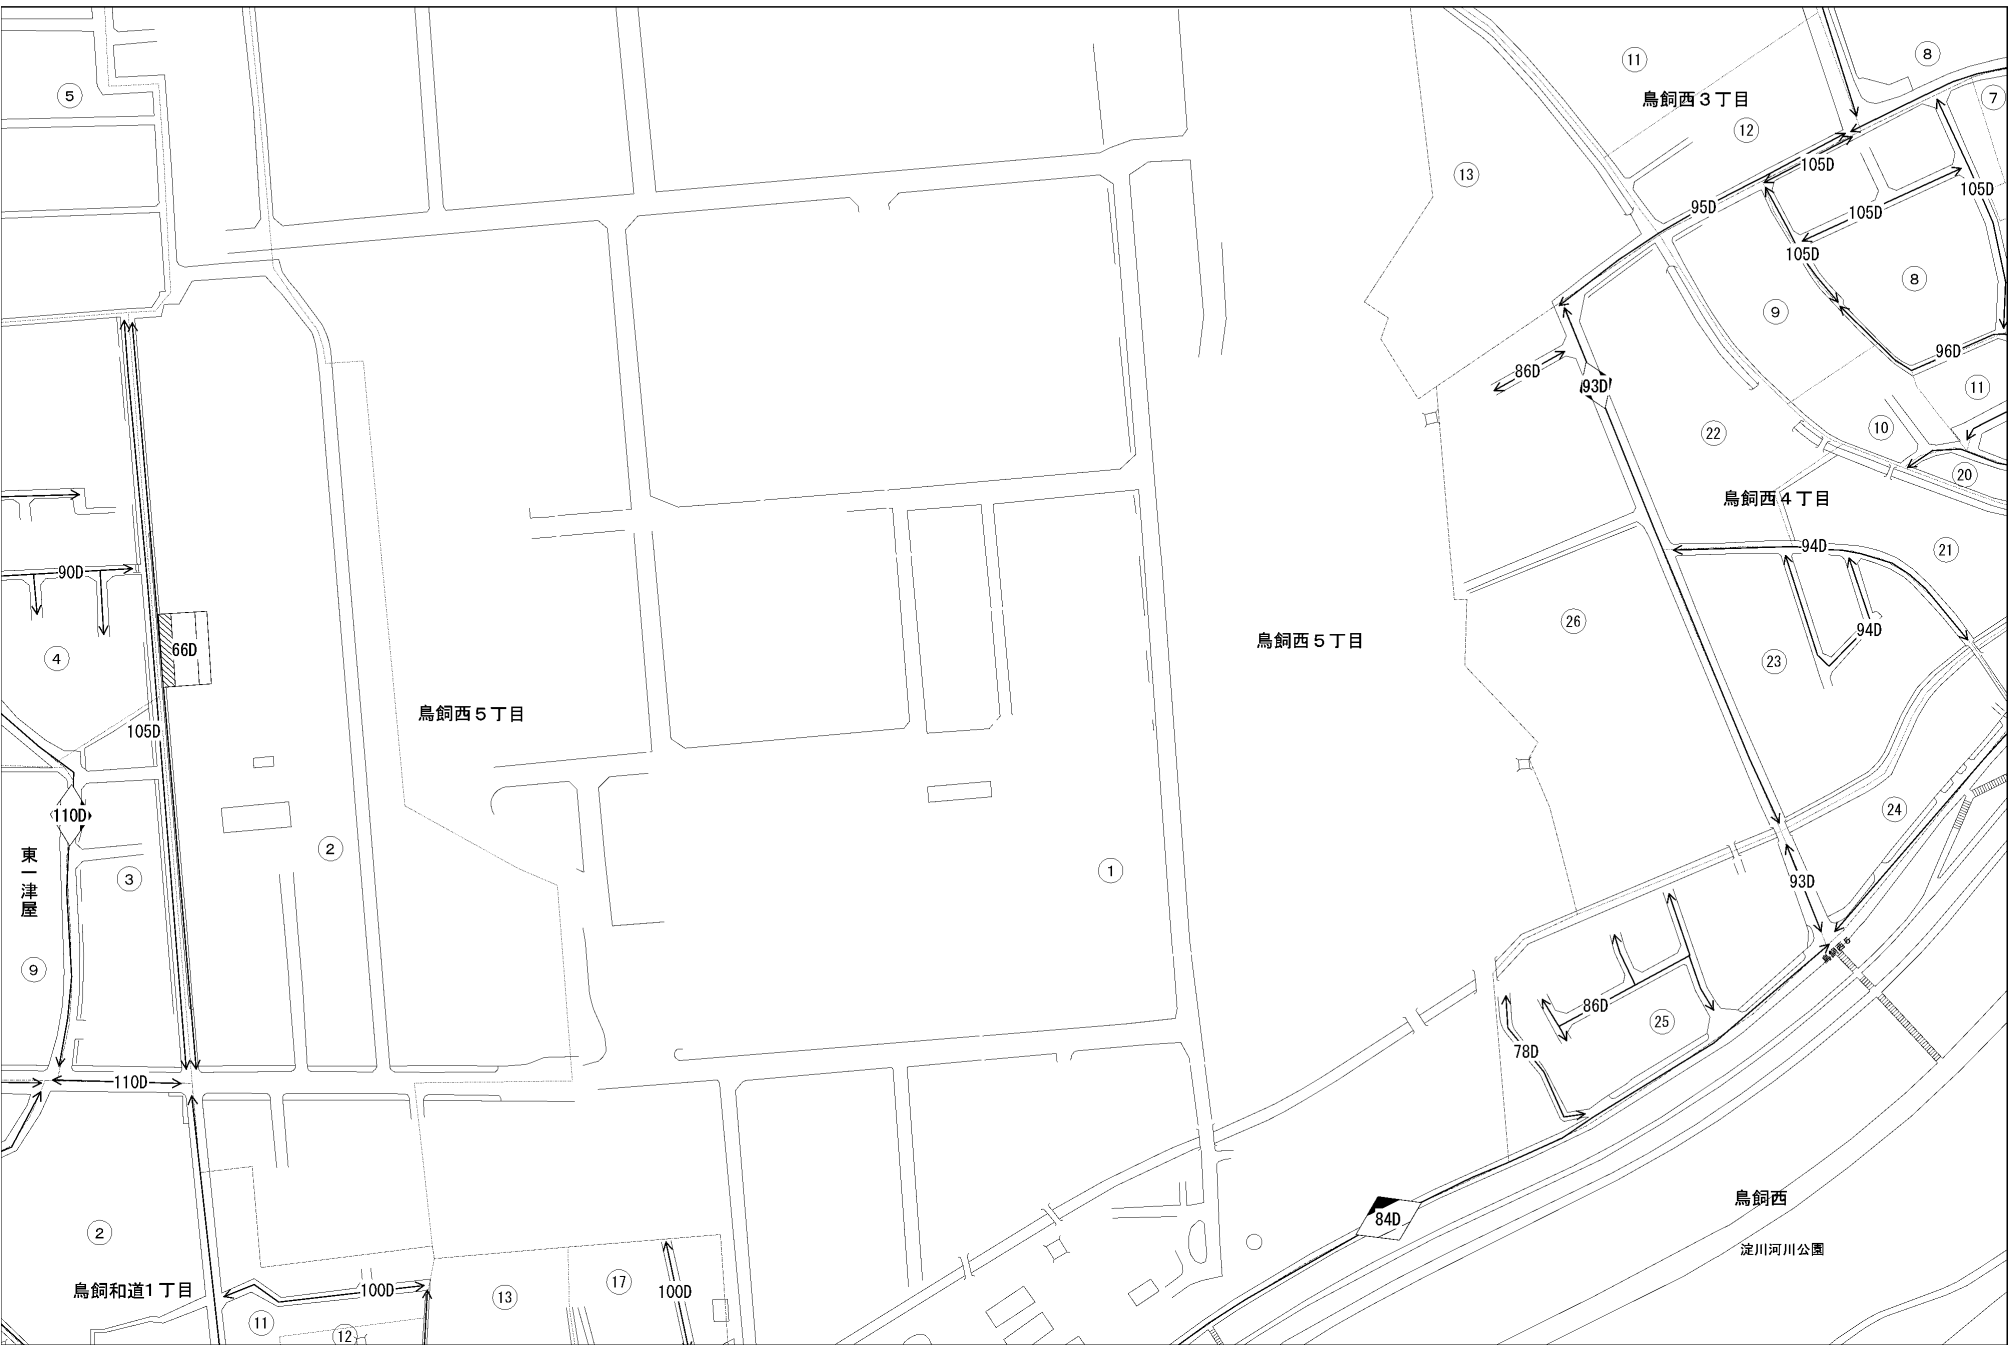 ⑪
⑧
鳥飼西３丁目
⑦
⑤
⑫
105D
⑬
105D
95D
105D
105D
⑧
⑨
96D
86D
93D
⑪
⑩
㉒
⑳
鳥飼西４丁目
94D
㉑
90D
㉖
94D
鳥飼西５丁目
66D
④
㉓
鳥飼西５丁目
105D
110D
㉔
②
東一津屋
①
③
93D
鳥飼西６
⑨
86D
㉕
78D
110D
鳥飼西
84D
②
淀川河川公園
⑰
鳥飼和道1丁目
100D
⑬
100D
⑪
⑫